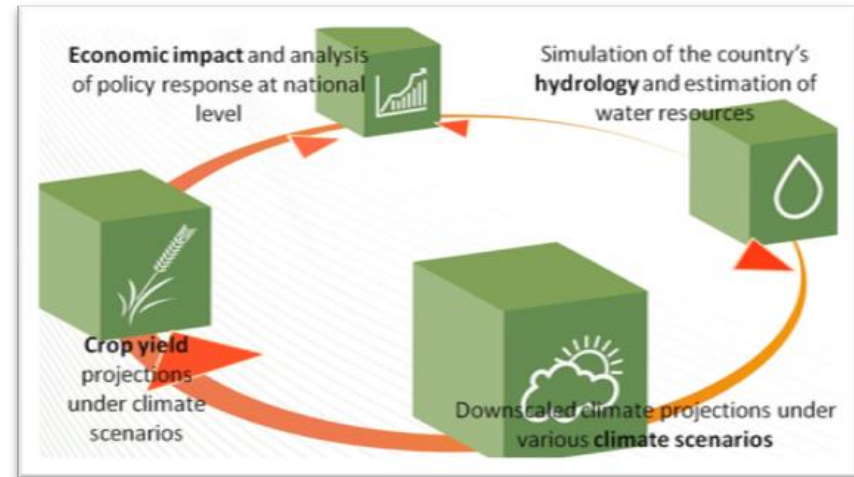 Economic impact and analysis
of policy response at national
level
Simulation of the country's
hydrology and estimation of
water resources
Crop yield
projections
under climate
scenarios
Downscaled climate projections under
various climate scenarios